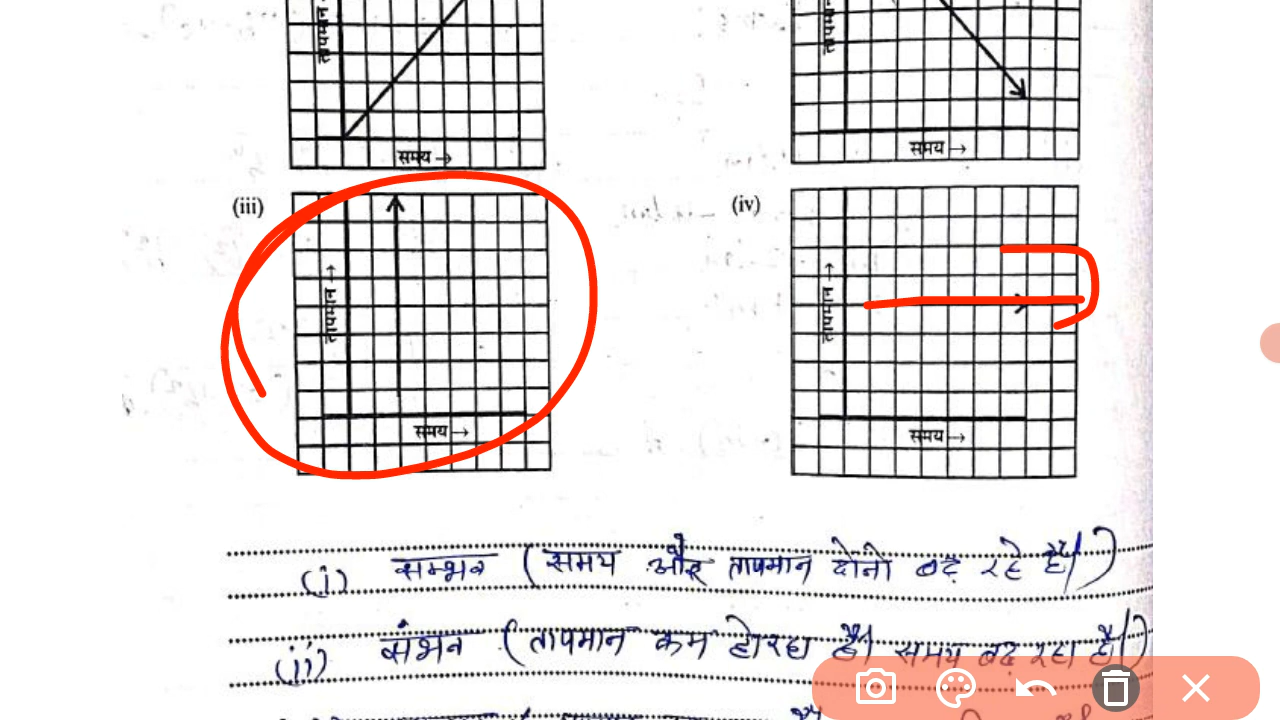 तापमान
समय →
तापमान
समय →
(iii)
तापमान →
समय →
(iv)
तापमान →
समय →
(i) सम्भव (समय और तापमान दोनो बढ़ रहे हैं।)
(ii) संभव (तापमान कम हो रहा है। समय बढ़ रहा है।)